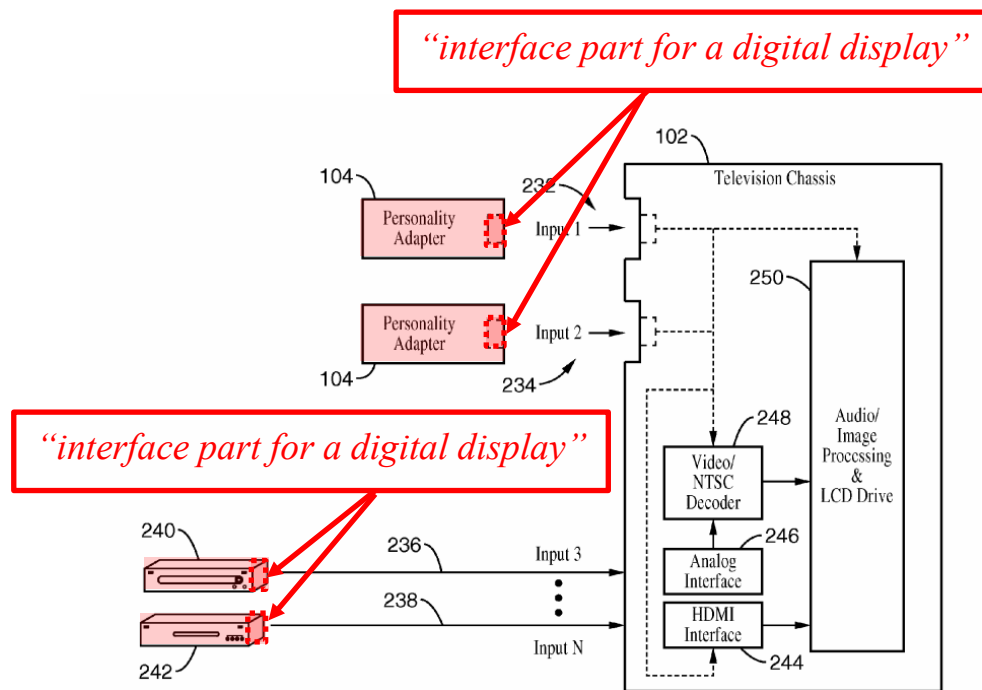 “interface part for a digital display”
102
Television Chassis
104
Personality
Adapter
232
Input 1
250
Personality
Adapter
Input 2
104
234
“interface part for a digital display”
248
Video/
NTSC
Decoder
Audio/
Image
Processing
&
LCD Drive
240
236
Input 3
246
Analog
Interface
238
HDMI
Interface
242
Input N
244